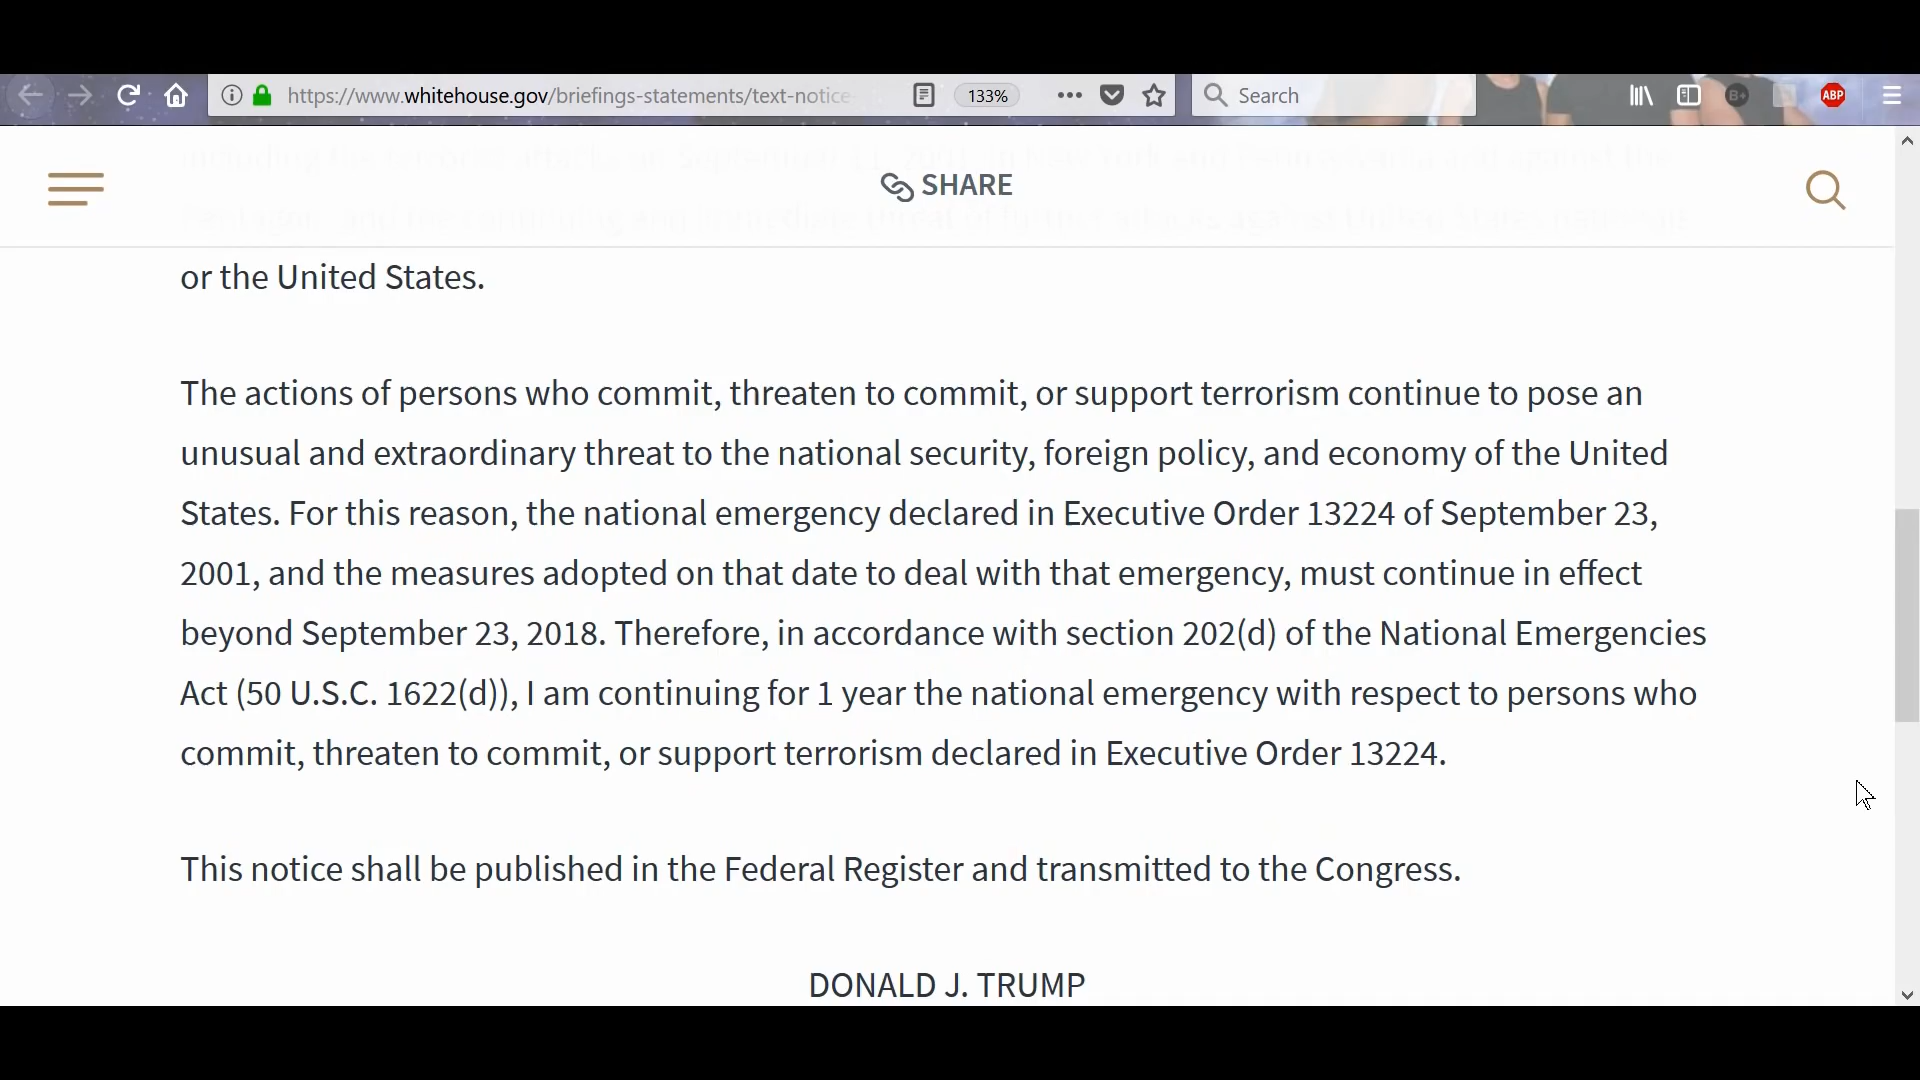 https://www.whitehouse.gov/briefings-statements/text-notice-
133%
Search
ABP
SHARE
or the United States.
The actions of persons who commit, threaten to commit, or support terrorism continue to pose an
unusual and extraordinary threat to the national security, foreign policy, and economy of the United
States. For this reason, the national emergency declared in Executive Order 13224 of September 23,
2001, and the measures adopted on that date to deal with that emergency, must continue in effect
beyond September 23, 2018. Therefore, in accordance with section 202(d) of the National Emergencies
Act (50 U.S.C. 1622(d)), I am continuing for 1 year the national emergency with respect to persons who
commit, threaten to commit, or support terrorism declared in Executive Order 13224.
This notice shall be published in the Federal Register and transmitted to the Congress.
DONALD J. TRUMP